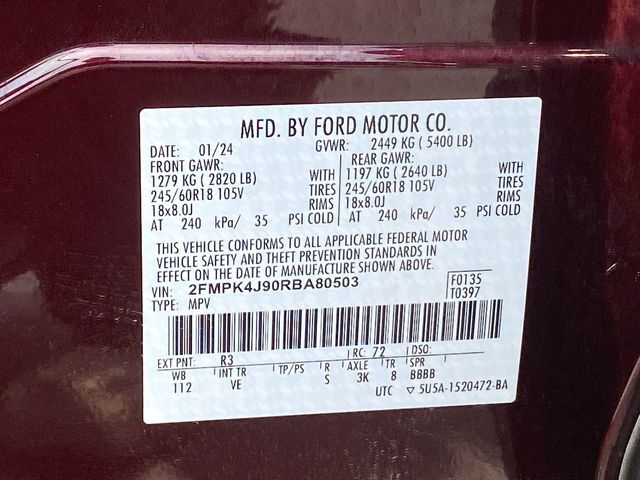 MFD. BY FORD MOTOR CO.
DATE: 01/24 GVWR: 2449 KG ( 5400 LB)
FRONT GAWR: REAR GAWR:
1279 KG ( 2820 LB) WITH 1197 KG ( 2640 LB) WITH
245/60R18 105V TIRES 245/60R18 105V TIRES
18x8.0J RIMS 18x8.0J RIMS
AT 240 kPa/ 35 PSI COLD AT 240 kPa/ 35 PSI COLD
THIS VEHICLE CONFORMS TO ALL APPLICABLE FEDERAL MOTOR
VEHICLE SAFETY AND THEFT PREVENTION STANDARDS IN
EFFECT ON THE DATE OF MANUFACTURE SHOWN ABOVE.
VIN: 2FMPK4J90RBA80503 F0135
TYPE: MPV T0397
EXT PNT: R3 RC: 72 DSO:
WB INT TR TP/PS R AXLE TR SPR
112 VE S 3K 8 BBBB
UTC ▽ 5U5A-1520472-BA